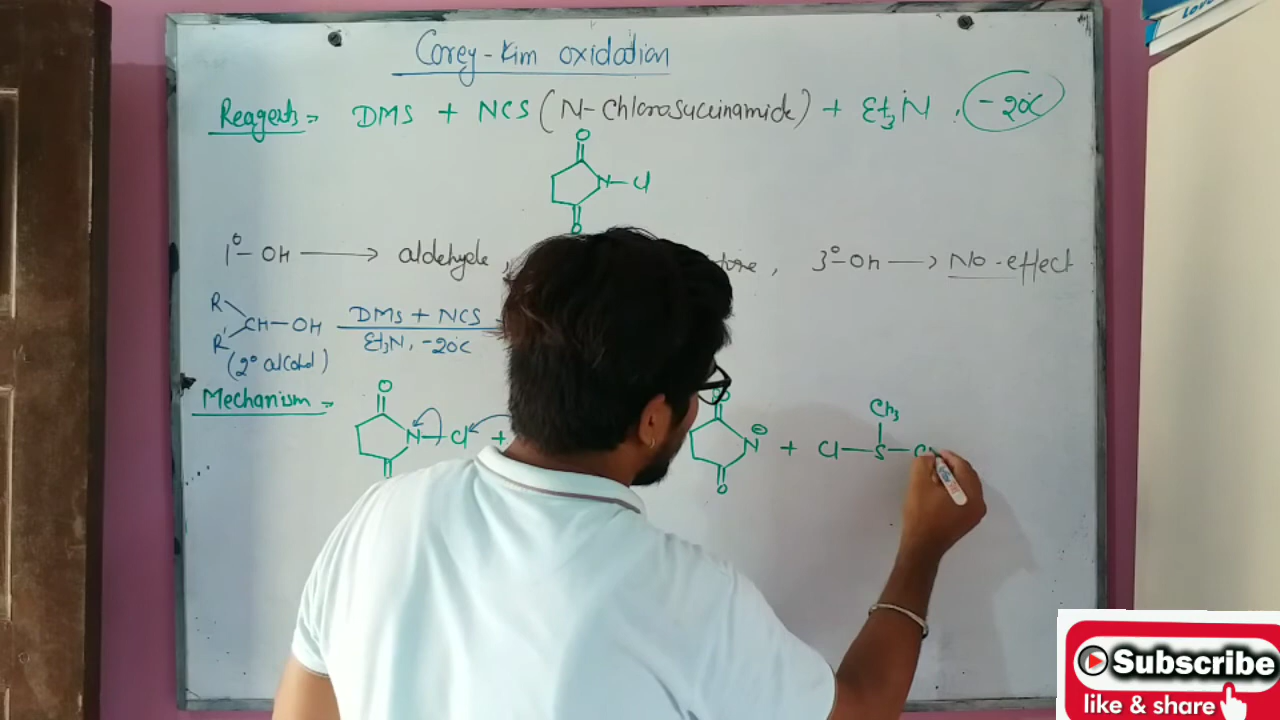 Corey-Kim oxidation
Reagents:- DMS + NCS (N-Chlorosuccinamide) + Et3N, -20°C
O
N-Cl
O
1°-OH → aldehyde, 3°-OH → No effect
R
CH-OH DMS + NCS
R' Et3N, -20°C
(2° alcohol)
Mechanism:-
O CH3
N-Cl + N⊖ + Cl-S-C
O
Subscribe
like & share
LOVE